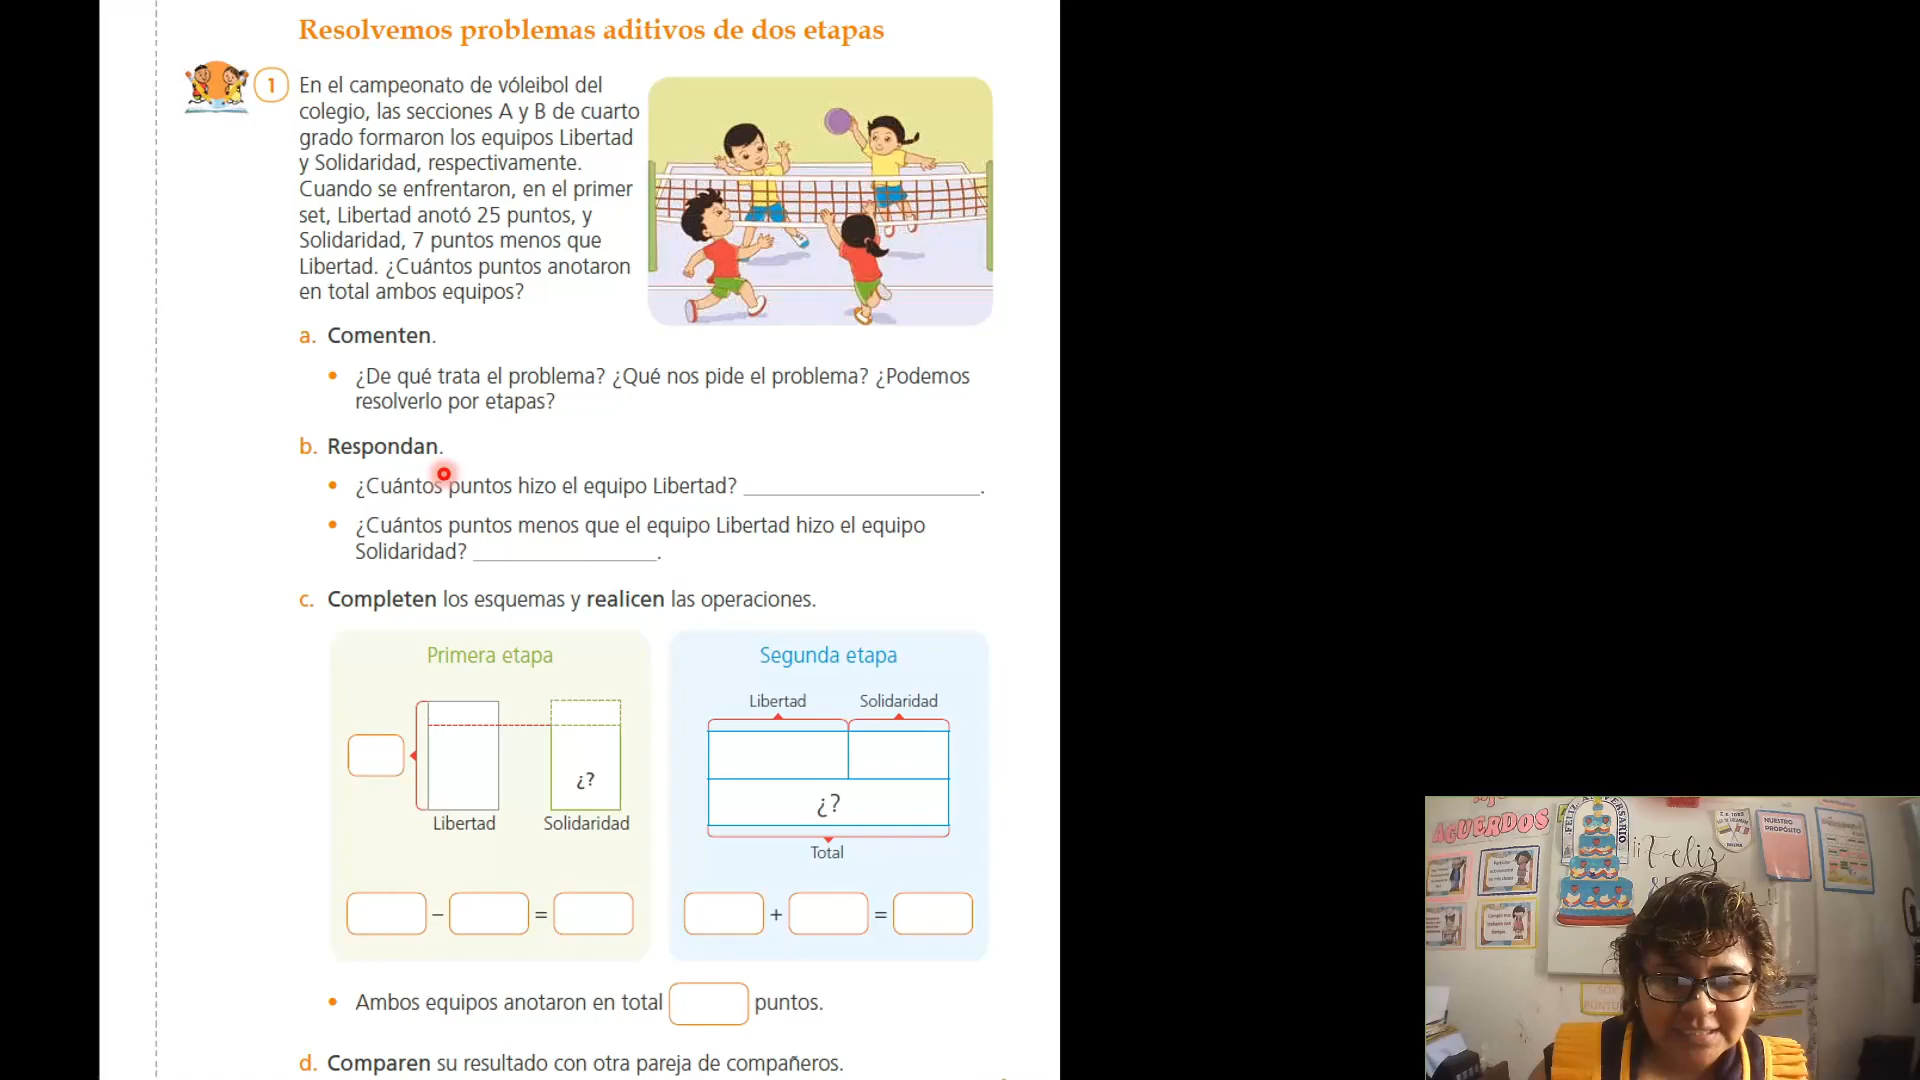 Resolvemos problemas aditivos de dos etapas
1
En el campeonato de vóleibol del
colegio, las secciones A y B de cuarto
grado formaron los equipos Libertad
y Solidaridad, respectivamente.
Cuando se enfrentaron, en el primer
set, Libertad anotó 25 puntos, y
Solidaridad, 7 puntos menos que
Libertad. ¿Cuántos puntos anotaron
en total ambos equipos?
a. Comenten.
• ¿De qué trata el problema? ¿Qué nos pide el problema? ¿Podemos
resolverlo por etapas?
b. Respondan.
• ¿Cuántos puntos hizo el equipo Libertad? ____________________.
• ¿Cuántos puntos menos que el equipo Libertad hizo el equipo
Solidaridad? ________________.
c. Completen los esquemas y realicen las operaciones.
Primera etapa
¿?
Libertad Solidaridad
– =
Segunda etapa
Libertad Solidaridad
¿?
Total
+ =
• Ambos equipos anotaron en total puntos.
d. Comparen su resultado con otra pareja de compañeros.
ACUERDOS
FELIZ ANIVERSARIO
NUESTRO
PROPÓSITO
¡¡Feliz